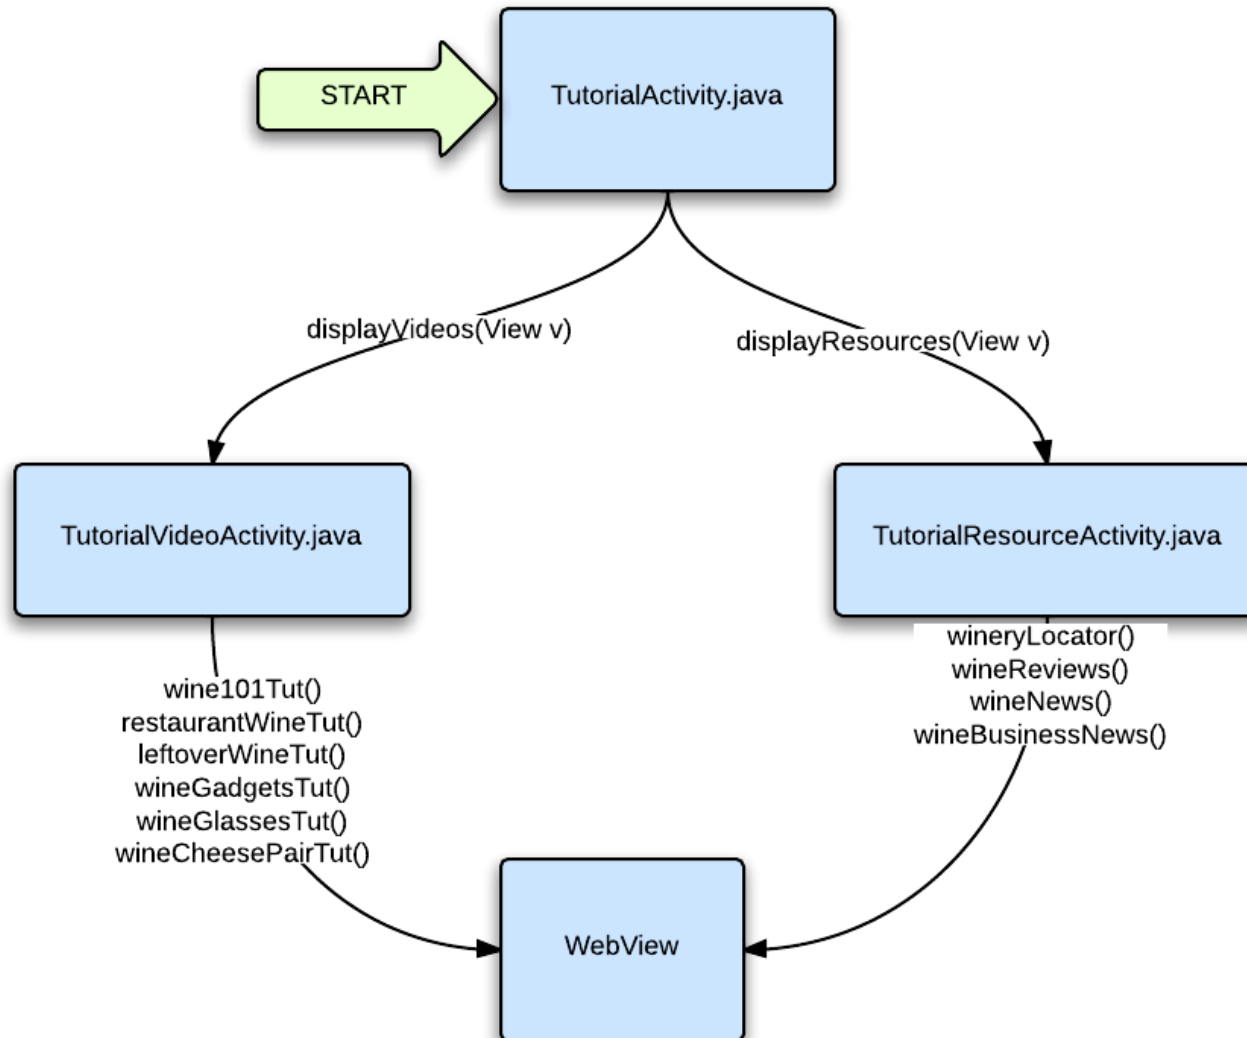 START
TutorialActivity.java
displayVideos(View v)
displayResources(View v)
TutorialVideoActivity.java
TutorialResourceActivity.java
wine101Tut()
restaurantWineTut()
leftoverWineTut()
wineGadgetsTut()
wineGlassesTut()
wineCheesePairTut()
wineryLocator()
wineReviews()
wineNews()
wineBusinessNews()
WebView